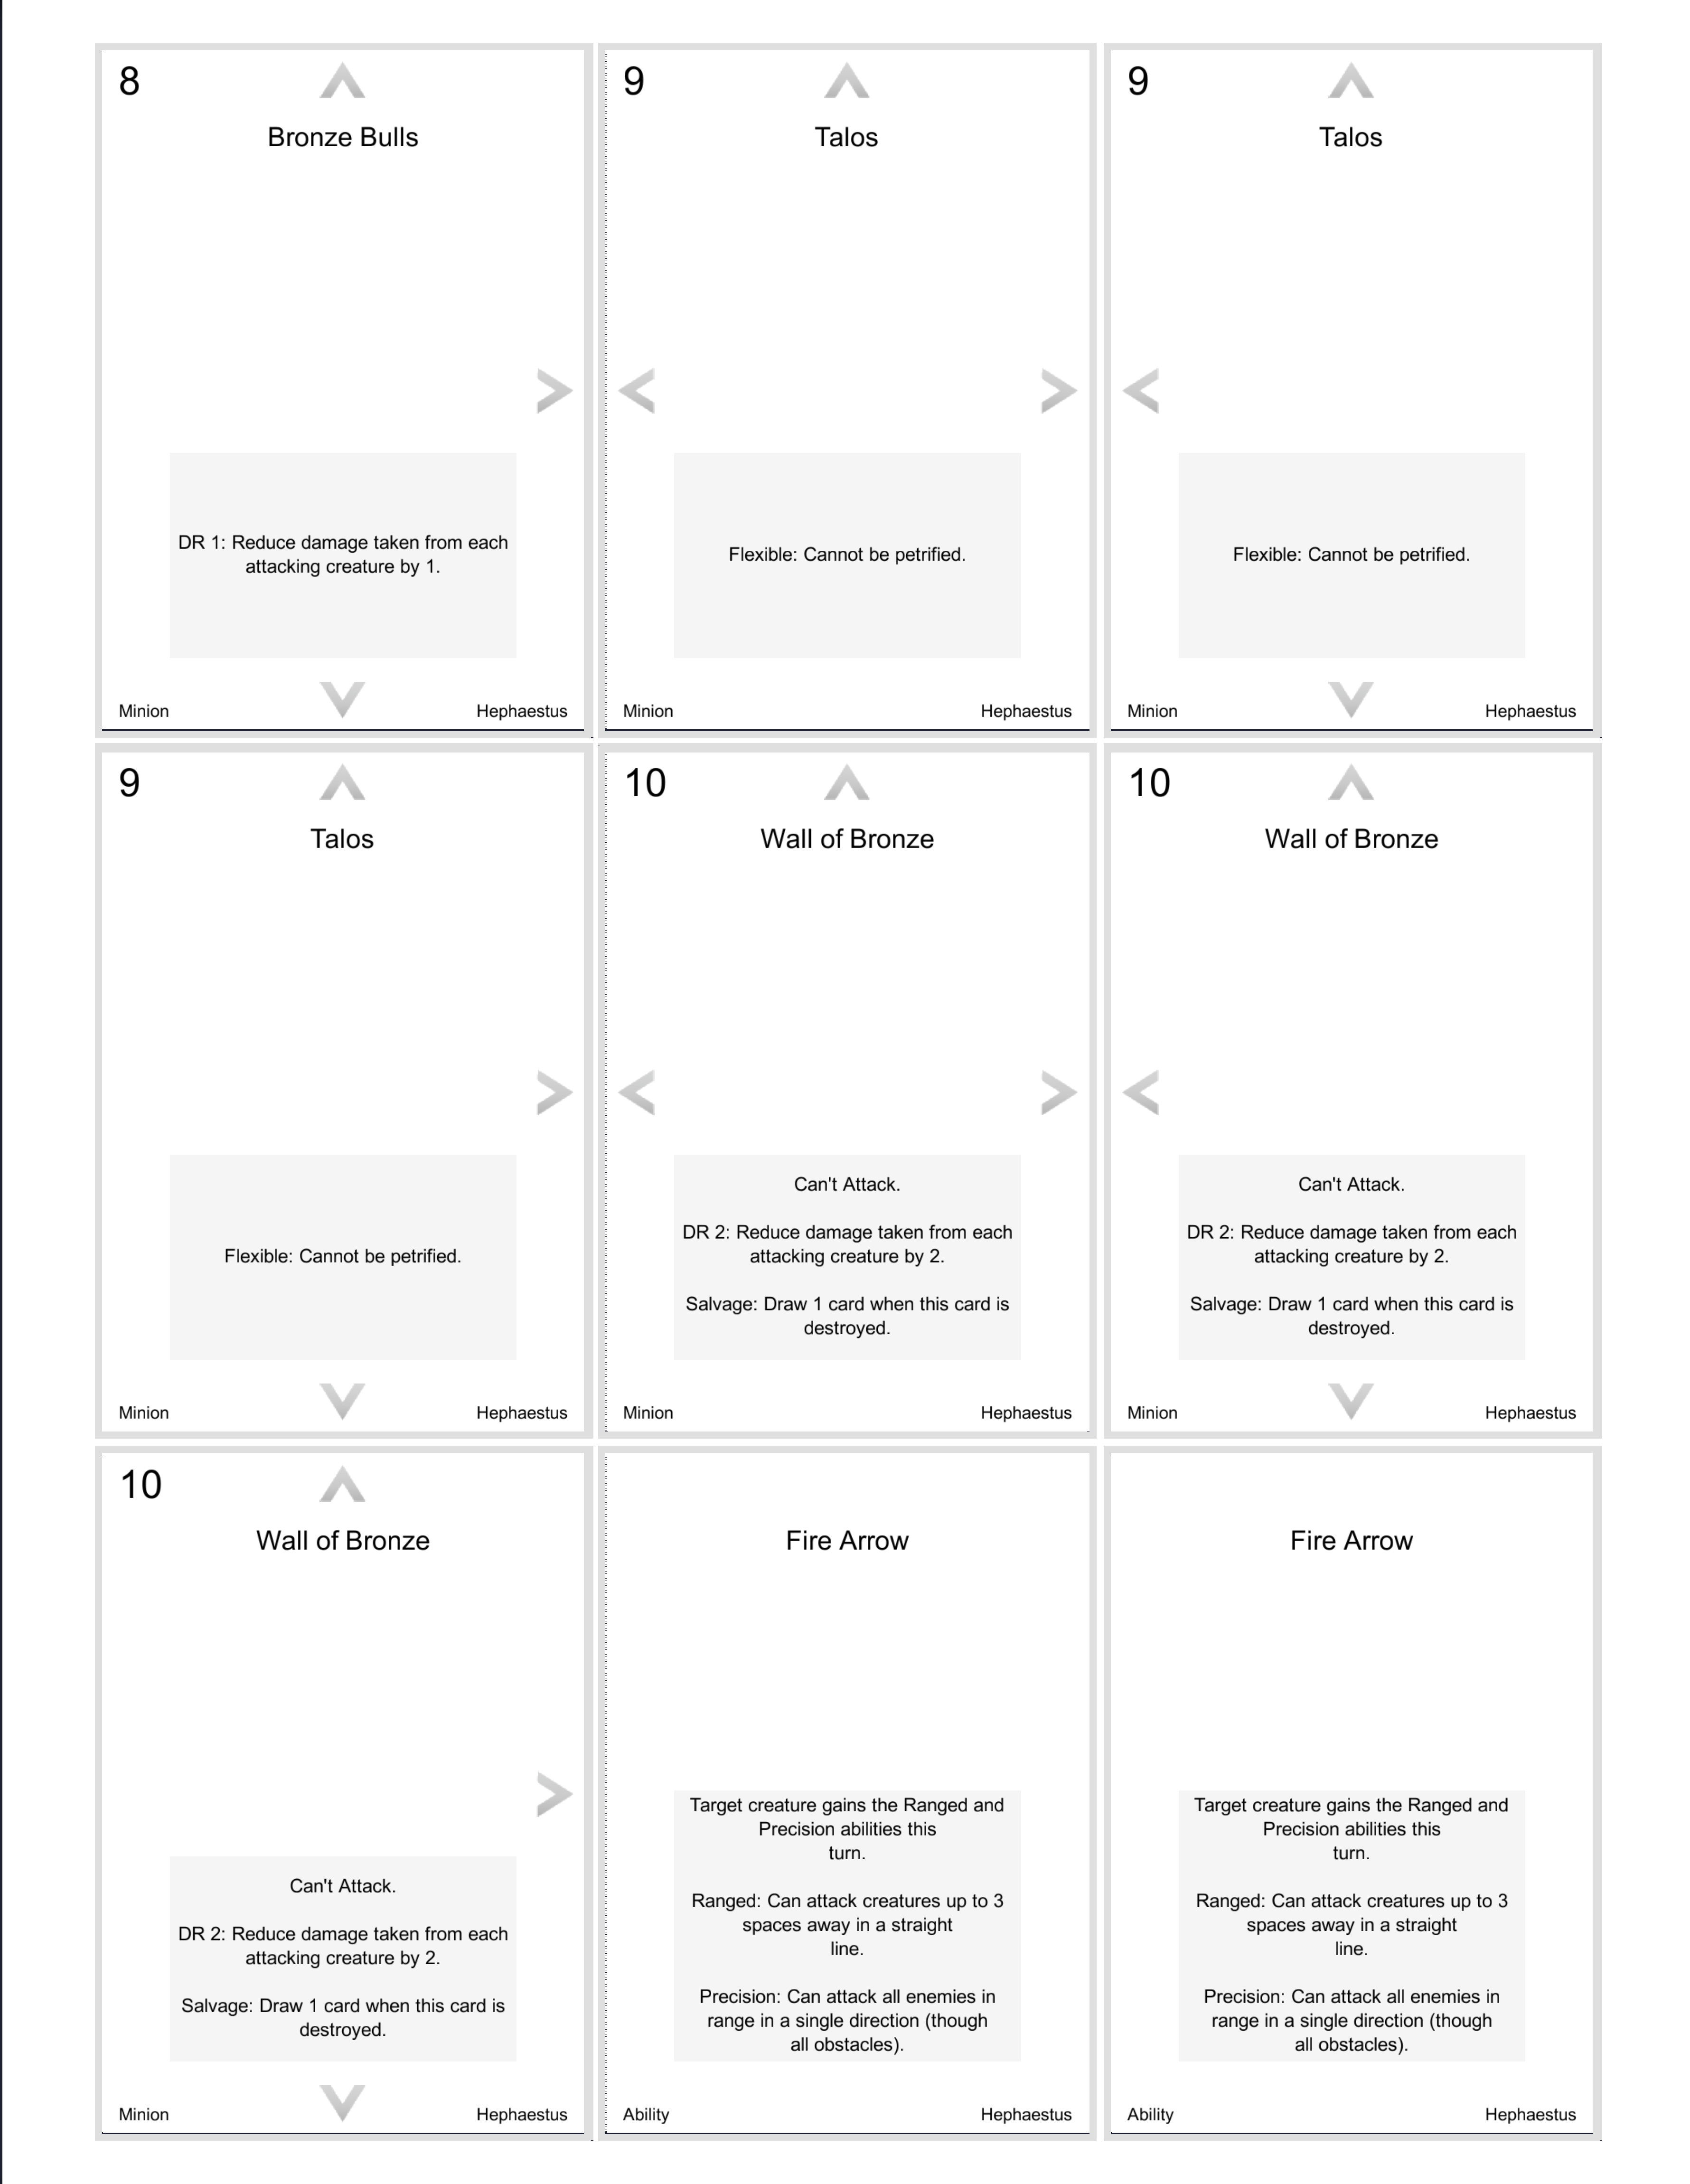 8
Bronze Bulls
DR 1: Reduce damage taken from each
attacking creature by 1.
Minion
Hephaestus
9
Talos
Flexible: Cannot be petrified.
Minion
Hephaestus
9
Talos
Flexible: Cannot be petrified.
Minion
Hephaestus
9
Talos
Flexible: Cannot be petrified.
Minion
Hephaestus
10
Wall of Bronze
Can't Attack.
DR 2: Reduce damage taken from each
attacking creature by 2.
Salvage: Draw 1 card when this card is
destroyed.
Minion
Hephaestus
10
Wall of Bronze
Can't Attack.
DR 2: Reduce damage taken from each
attacking creature by 2.
Salvage: Draw 1 card when this card is
destroyed.
Minion
Hephaestus
10
Wall of Bronze
Can't Attack.
DR 2: Reduce damage taken from each
attacking creature by 2.
Salvage: Draw 1 card when this card is
destroyed.
Minion
Hephaestus
Fire Arrow
Target creature gains the Ranged and
Precision abilities this
turn.
Ranged: Can attack creatures up to 3
spaces away in a straight
line.
Precision: Can attack all enemies in
range in a single direction (though
all obstacles).
Ability
Hephaestus
Fire Arrow
Target creature gains the Ranged and
Precision abilities this
turn.
Ranged: Can attack creatures up to 3
spaces away in a straight
line.
Precision: Can attack all enemies in
range in a single direction (though
all obstacles).
Ability
Hephaestus